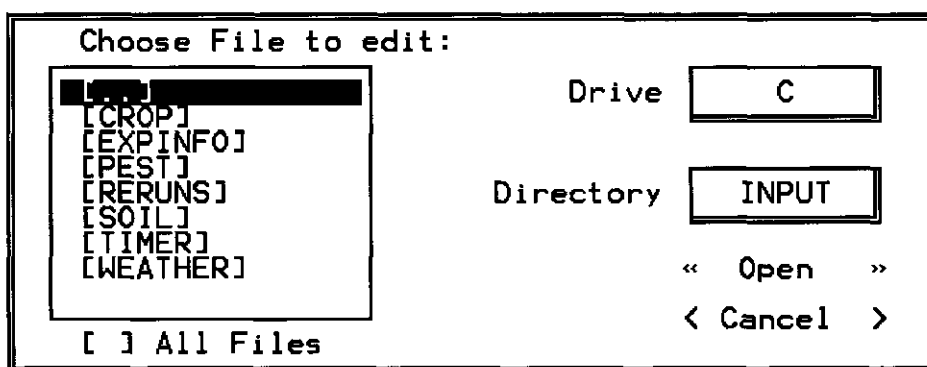 Choose File to edit:
[CROP]
[EXPINFO]
[PEST]
[RERUNS]
[SOIL]
[TIMER]
[WEATHER]
[ ] All Files
Drive C
Directory INPUT
« Open »
< Cancel >